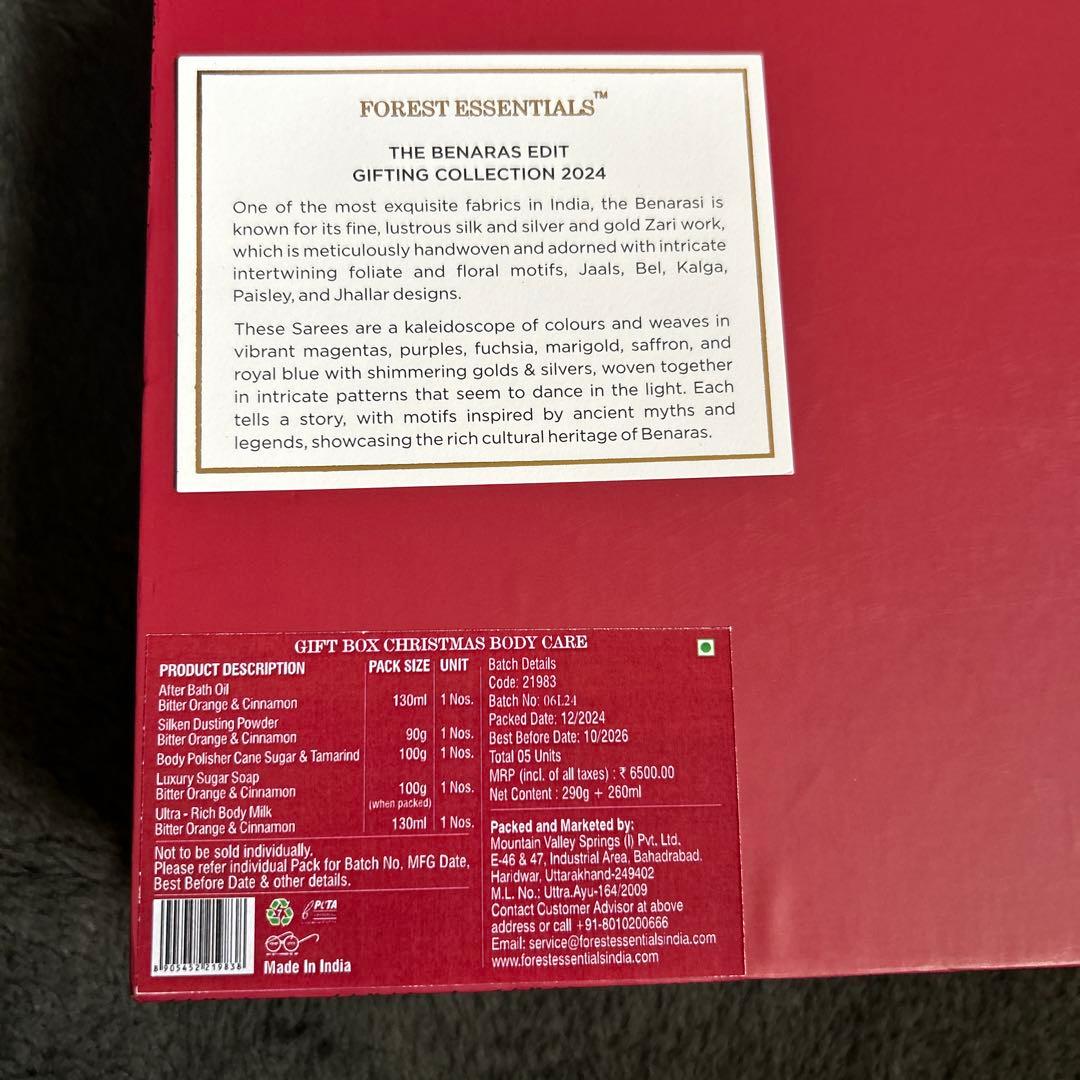 FOREST ESSENTIALS™
THE BENARAS EDIT
GIFTING COLLECTION 2024
One of the most exquisite fabrics in India, the Benarasi is
known for its fine, lustrous silk and silver and gold Zari work,
which is meticulously handwoven and adorned with intricate
intertwining foliate and floral motifs, Jaals, Bel, Kalga,
Paisley, and Jhallar designs.
These Sarees are a kaleidoscope of colours and weaves in
vibrant magentas, purples, fuchsia, marigold, saffron, and
royal blue with shimmering golds & silvers, woven together
in intricate patterns that seem to dance in the light. Each
tells a story, with motifs inspired by ancient myths and
legends, showcasing the rich cultural heritage of Benaras.
GIFT BOX CHRISTMAS BODY CARE
PRODUCT DESCRIPTION PACK SIZE UNIT
After Bath Oil
Bitter Orange & Cinnamon 130ml 1 Nos.
Silken Dusting Powder
Bitter Orange & Cinnamon 90g 1 Nos.
Body Polisher Cane Sugar & Tamarind 100g 1 Nos.
Luxury Sugar Soap
Bitter Orange & Cinnamon 100g 1 Nos.
(when packed)
Ultra - Rich Body Milk
Bitter Orange & Cinnamon 130ml 1 Nos.
Not to be sold individually.
Please refer individual Pack for Batch No, MFG Date,
Best Before Date & other details.
8 905452 219838
PETA
Made In India
Batch Details
Code: 21983
Batch No: 06L24
Packed Date: 12/2024
Best Before Date: 10/2026
Total 05 Units
MRP (incl. of all taxes) : ₹ 6500.00
Net Content : 290g + 260ml
Packed and Marketed by:
Mountain Valley Springs (I) Pvt. Ltd.
E-46 & 47, Industrial Area, Bahadrabad,
Haridwar, Uttarakhand-249402
M.L. No.: Uttra.Ayu-164/2009
Contact Customer Advisor at above
address or call +91-8010200666
Email: service@forestessentialsindia.com
www.forestessentialsindia.com